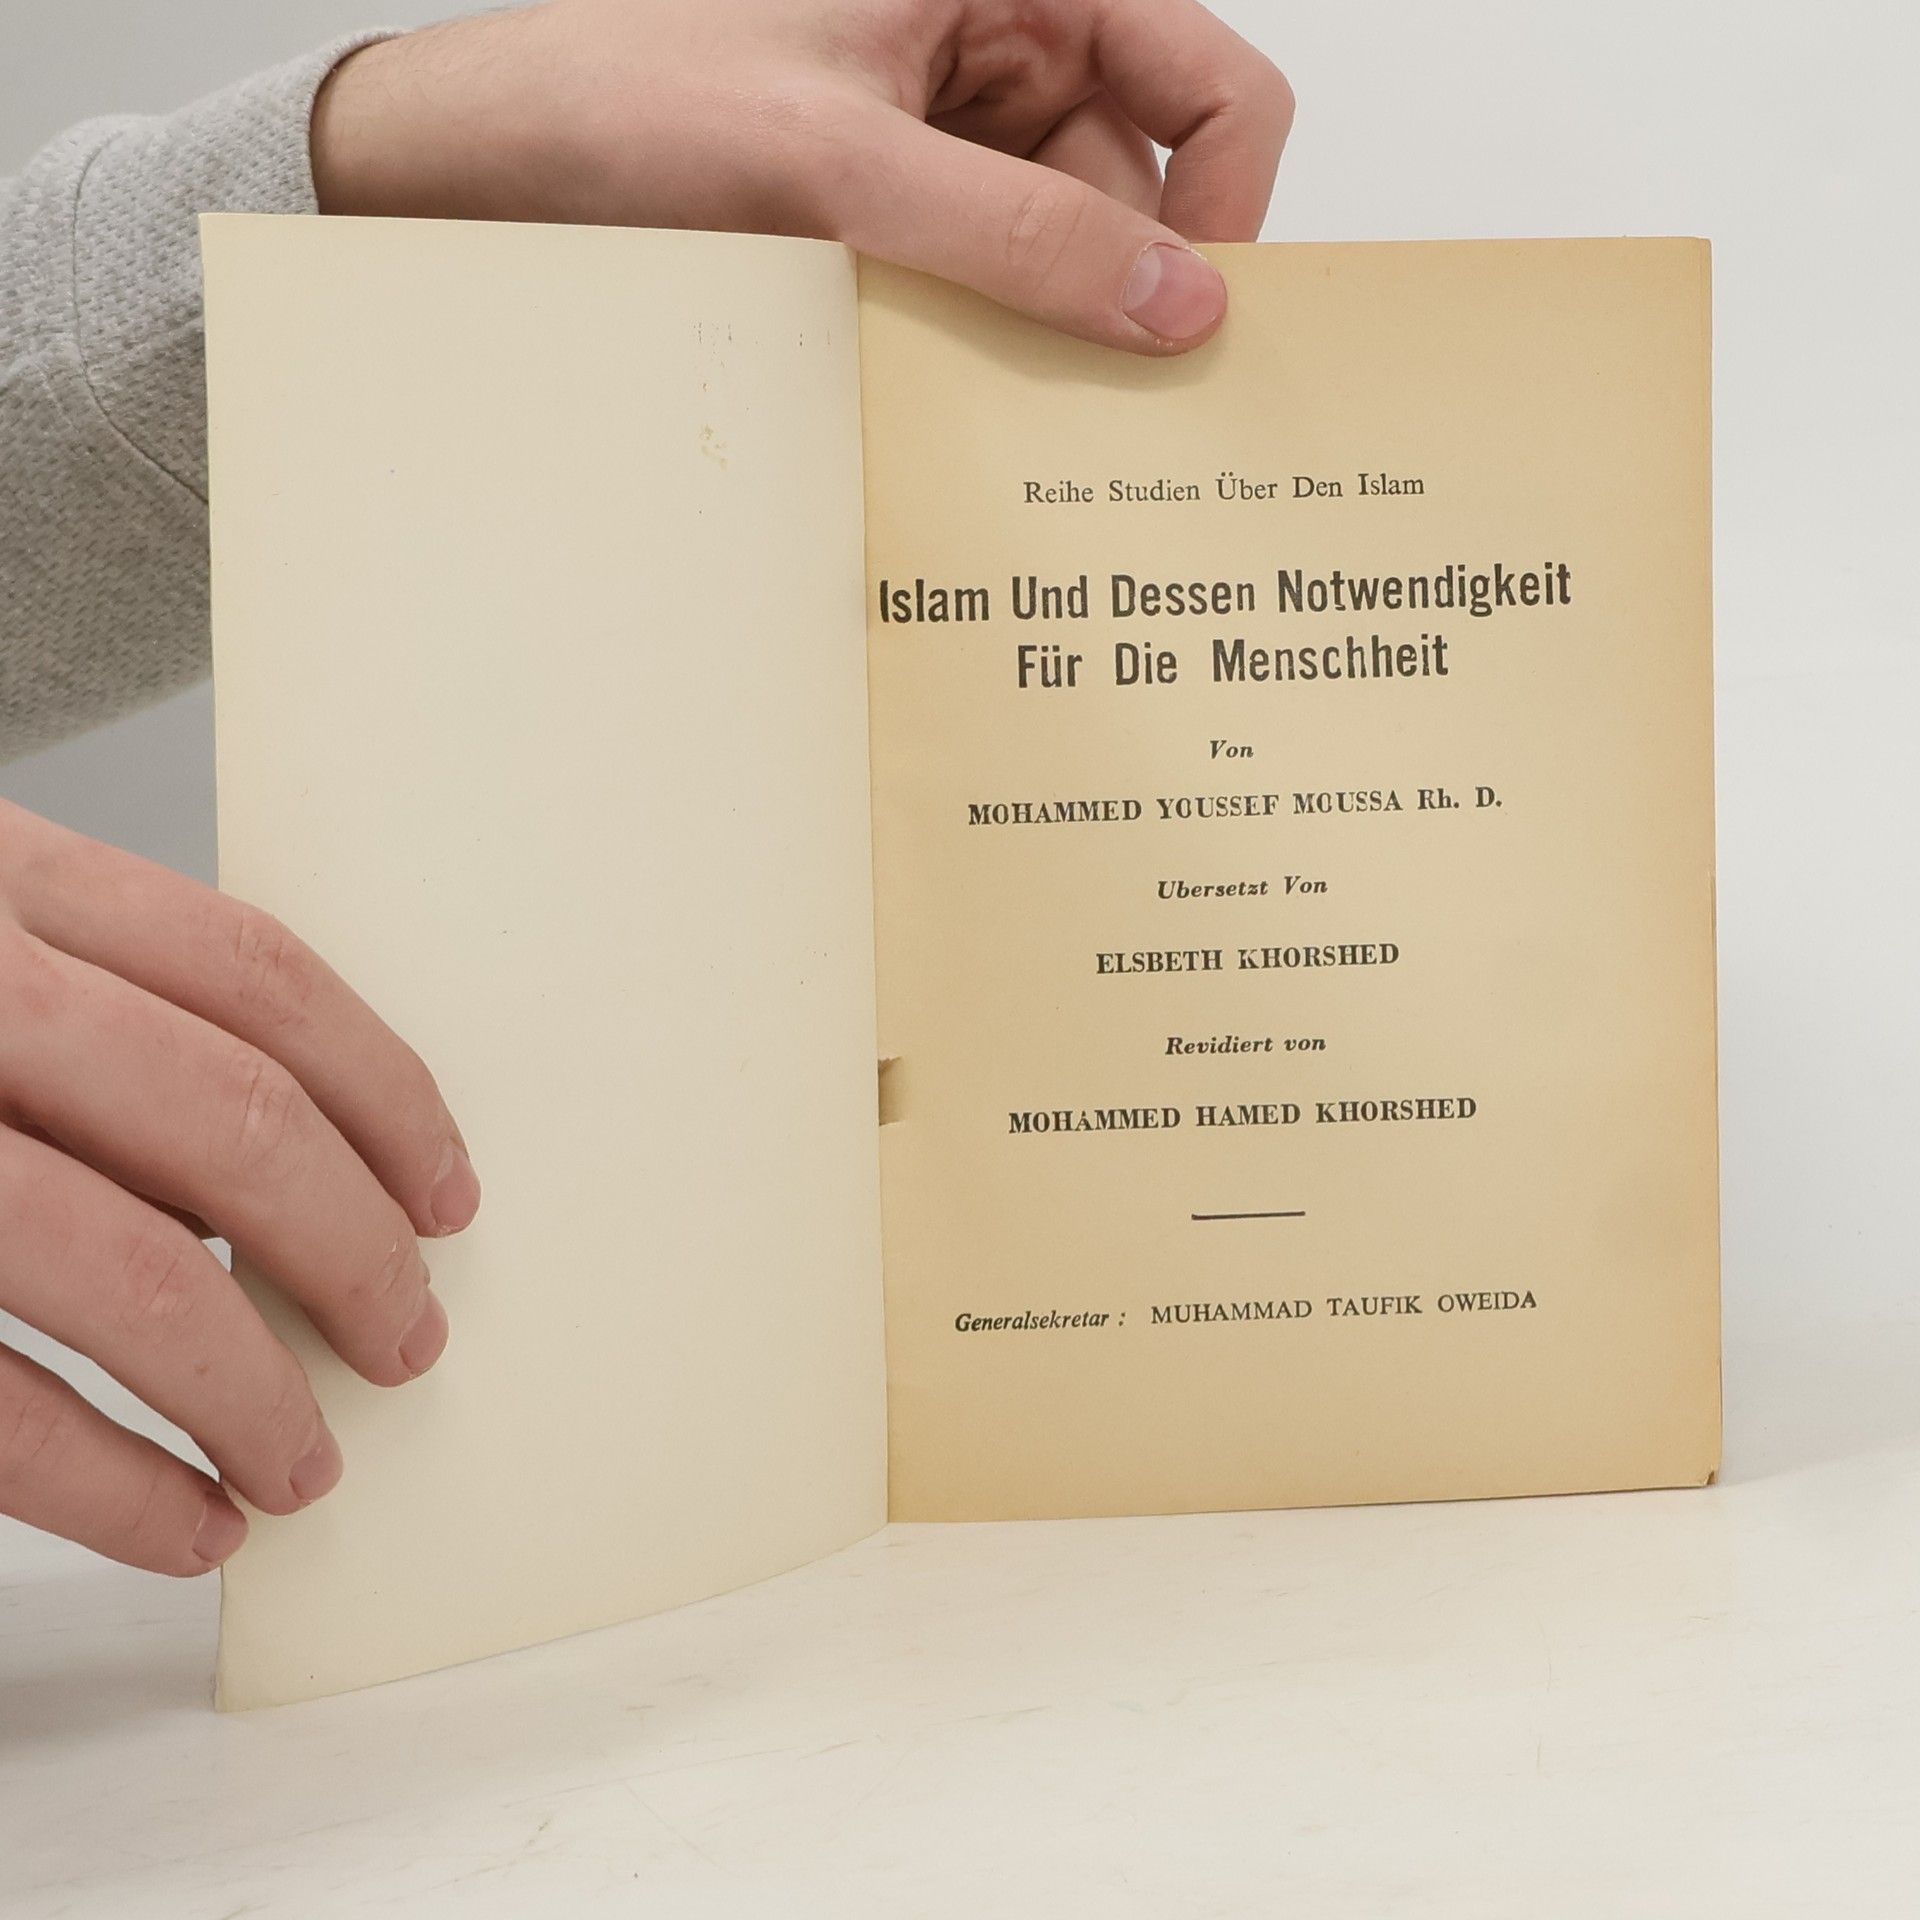 Reihe Studien Über Den Islam
Islam Und Dessen Notwendigkeit
Für Die Menschheit
Von
MOHAMMED YOUSSEF MOUSSA Rh. D.
Ubersetzt Von
ELSBETH KHORSHED
Revidiert von
MOHAMMED HAMED KHORSHED
Generalsekretar : MUHAMMAD TAUFIK OWEIDA